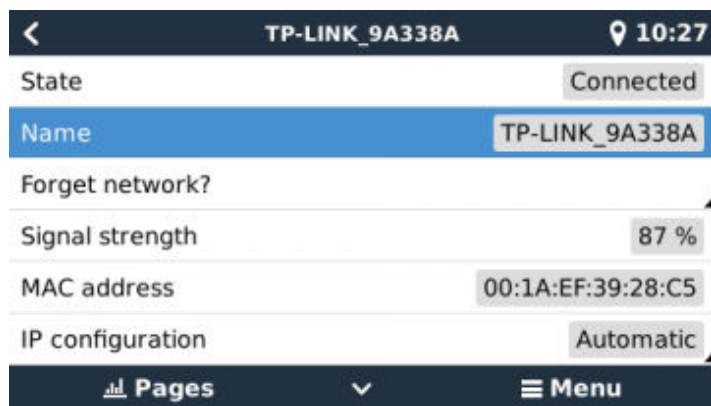 TP-LINK_9A338A 10:27
State Connected
Name TP-LINK_9A338A
Forget network?
Signal strength 87 %
MAC address 00:1A:EF:39:28:C5
IP configuration Automatic
Pages Menu